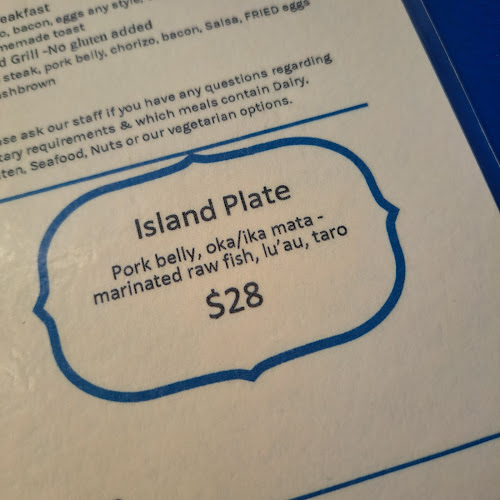 eakfast
o, bacon, eggs any style,
memade toast
d Grill -No gluten added
steak, pork belly, chorizo, bacon, Salsa, FRIED eggs
shbrown
se ask our staff if you have any questions regarding
tary requirements & which meals contain Dairy,
ten, Seafood, Nuts or our vegetarian options.
Island Plate
Pork belly, oka/ika mata -
marinated raw fish, lu'au, taro
$28